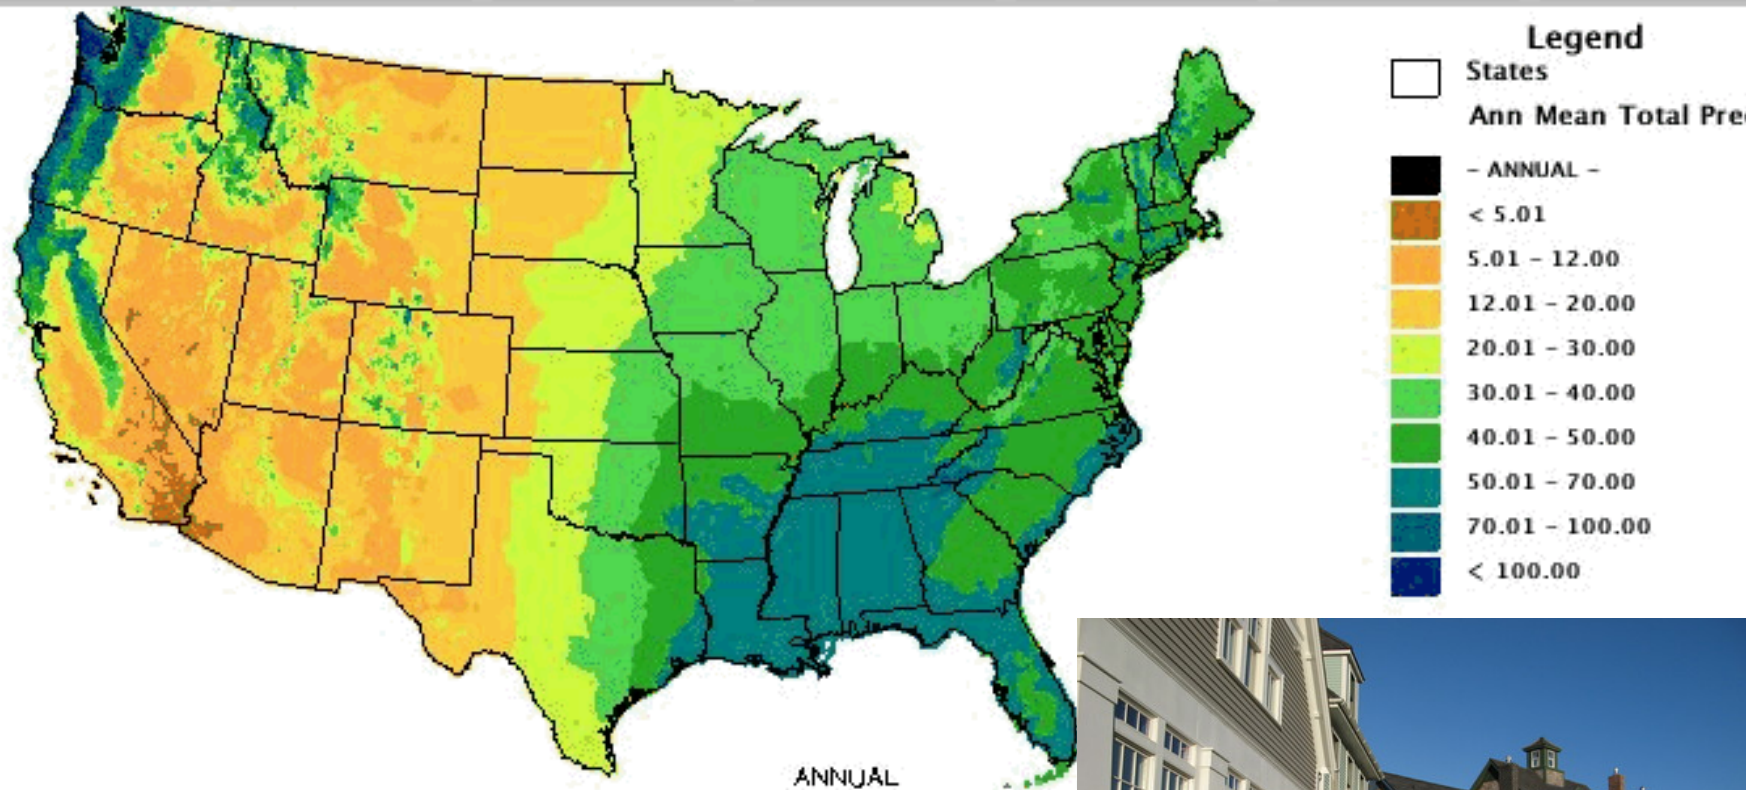 Legend
States
Ann Mean Total Pre
- ANNUAL -
< 5.01
5.01 - 12.00
12.01 - 20.00
20.01 - 30.00
30.01 - 40.00
40.01 - 50.00
50.01 - 70.00
70.01 - 100.00
< 100.00
ANNUAL